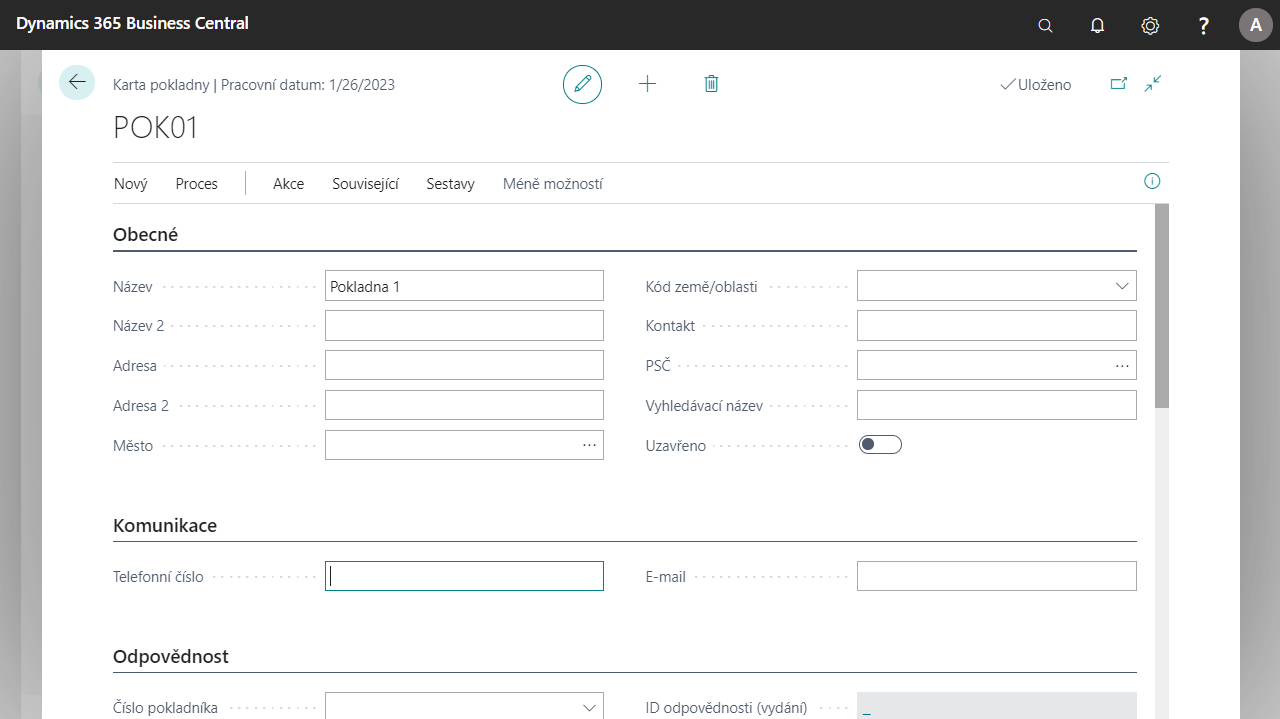 Dynamics 365 Business Central
?
A
Karta pokladny | Pracovní datum: 1/26/2023
Uloženo
POK01
Nový Proces Akce Související Sestavy Méně možností
Obecné
Název Pokladna 1 Kód země/oblasti
Název 2 Kontakt
Adresa PSČ ...
Adresa 2 Vyhledávací název
Město ... Uzavřeno
Komunikace
Telefonní číslo E-mail
Odpovědnost
Číslo pokladníka ID odpovědnosti (vydání) _